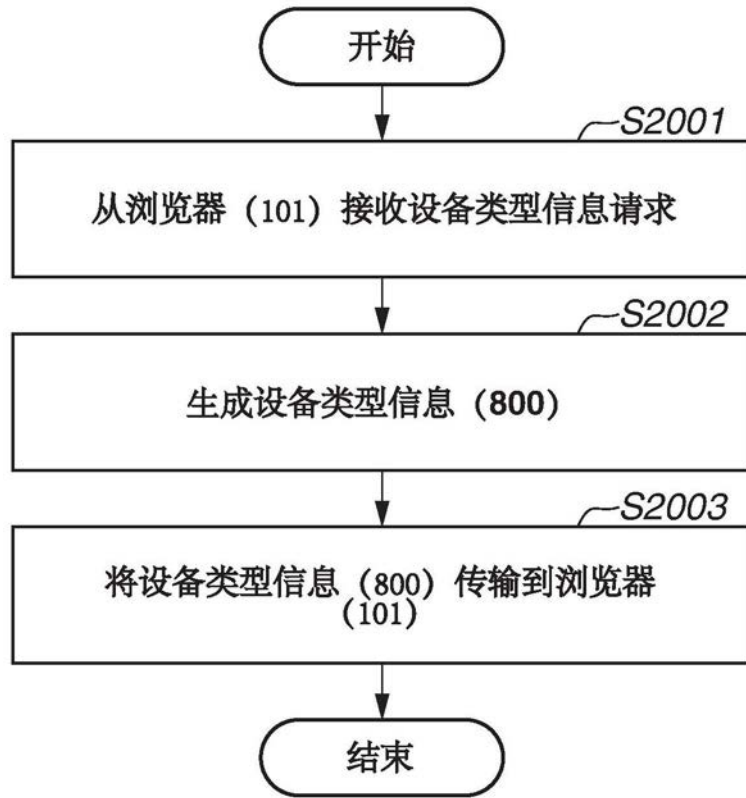 开始
S2001
从浏览器（101）接收设备类型信息请求
S2002
生成设备类型信息（800）
S2003
将设备类型信息（800）传输到浏览器
（101）
结束